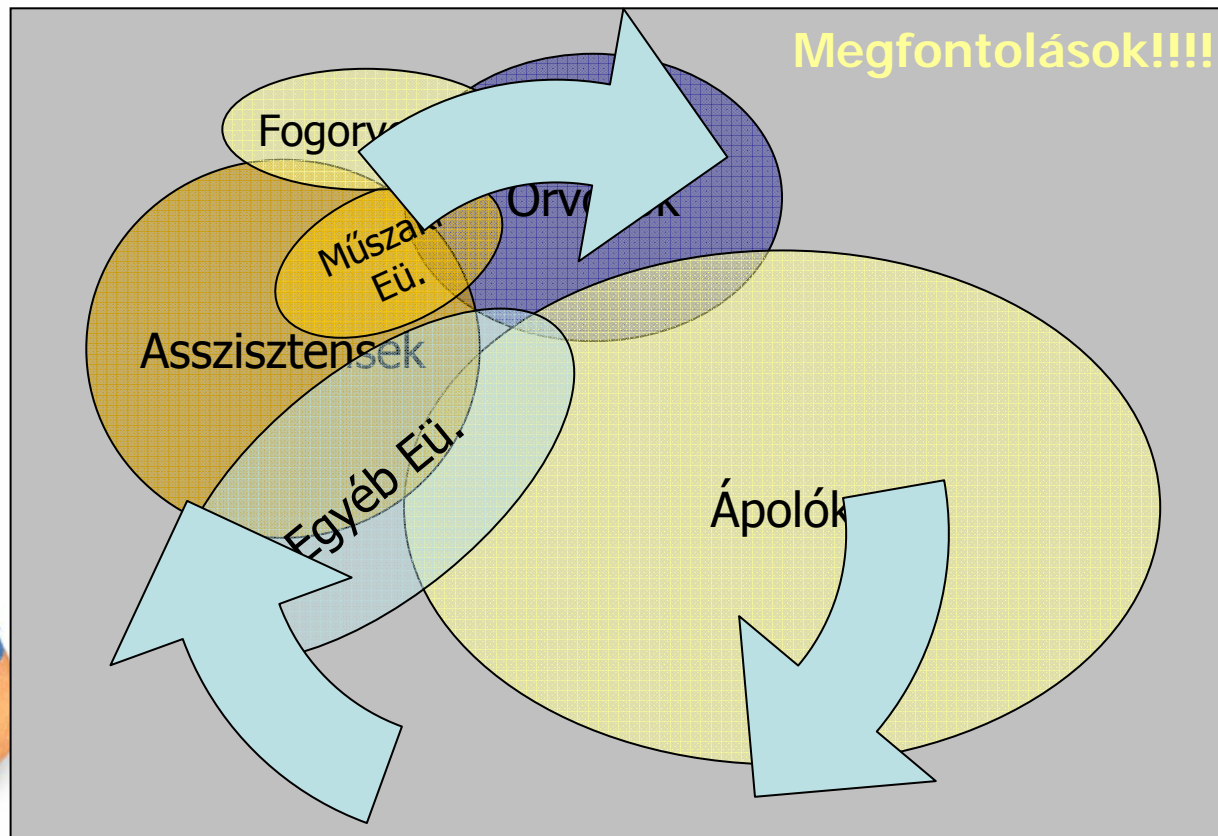 Megfontolások!!!!
Műszaki
Eü.
Asszisztensek
Egyéb Eü.
Ápolók